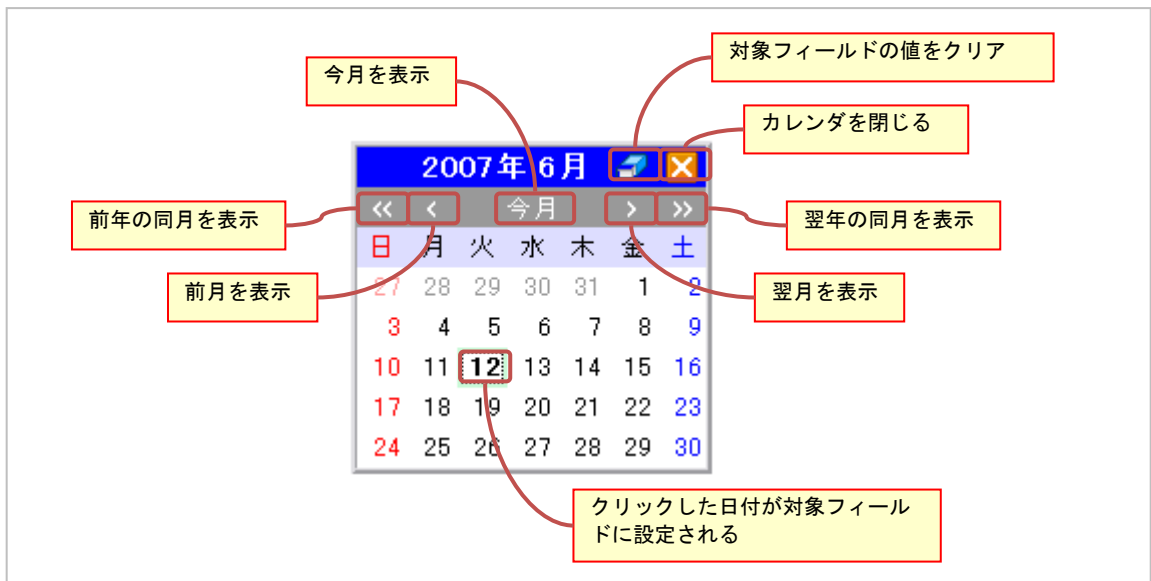 対象フィールドの値をクリア
今月を表示
カレンダを閉じる
2007年 6月
<< < 今月 > >>
前年の同月を表示
翌年の同月を表示
日 月 火 水 木 金 土
前月を表示
翌月を表示
27 28 29 30 31 1 2
3 4 5 6 7 8 9
10 11 12 13 14 15 16
17 18 19 20 21 22 23
24 25 26 27 28 29 30
クリックした日付が対象フィール
ドに設定される